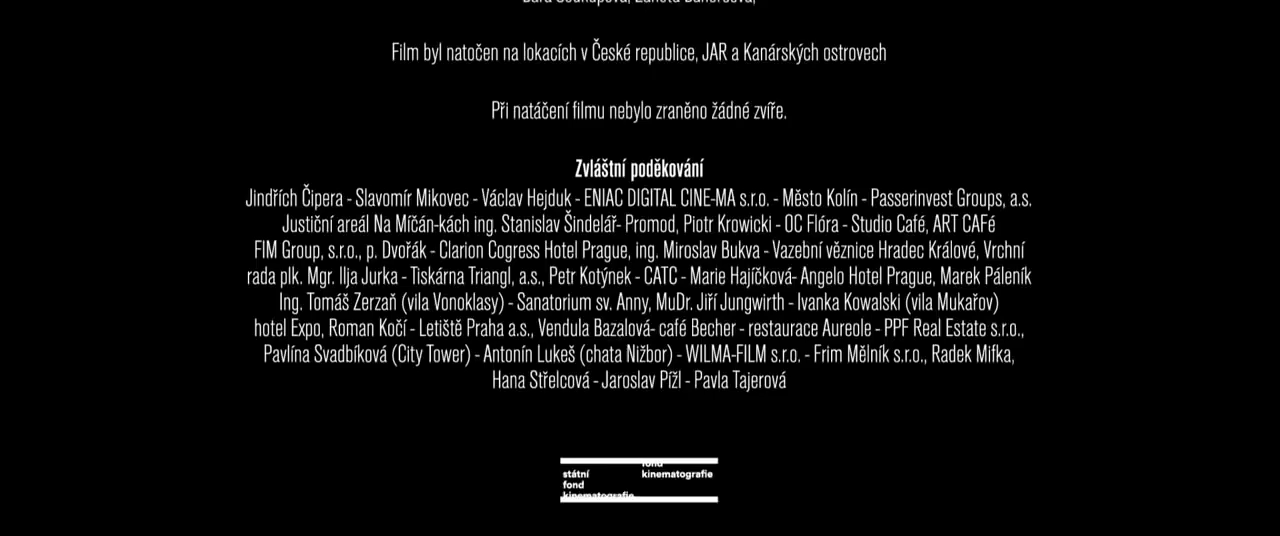 Film byl natočen na lokacích v České republice, JAR a Kanárských ostrovech
Při natáčení filmu nebylo zraněno žádné zvíře.
Zvláštní poděkování
Jindřích Čipera - Slavomír Mikovec - Václav Hejduk - ENIAC DIGITAL CINE-MA s.r.o. - Město Kolín - Passerinvest Groups, a.s.
Justiční areál Na Míčán-kách ing. Stanislav Šindelář- Promod, Piotr Krowicki - OC Flóra - Studio Café, ART CAFé
FIM Group, s.r.o., p. Dvořák - Clarion Cogress Hotel Prague, ing. Miroslav Bukva - Vazební věznice Hradec Králové, Vrchní
rada plk. Mgr. Ilja Jurka - Tiskárna Triangl, a.s., Petr Kotýnek - CATC - Marie Hajíčková- Angelo Hotel Prague, Marek Páleník
Ing. Tomáš Zerzaň (vila Vonoklasy) - Sanatorium sv. Anny, MuDr. Jiří Jungwirth - Ivanka Kowalski (vila Mukařov)
hotel Expo, Roman Kočí - Letiště Praha a.s., Vendula Bazalová- café Becher - restaurace Aureole - PPF Real Estate s.r.o.,
Pavlína Svadbíková (City Tower) - Antonín Lukeš (chata Nižbor) - WILMA-FILM s.r.o. - Frim Mělník s.r.o., Radek Mifka,
Hana Střelcová - Jaroslav Pížl - Pavla Tajerová
fond
státní kinematografie
fond
kinematografie